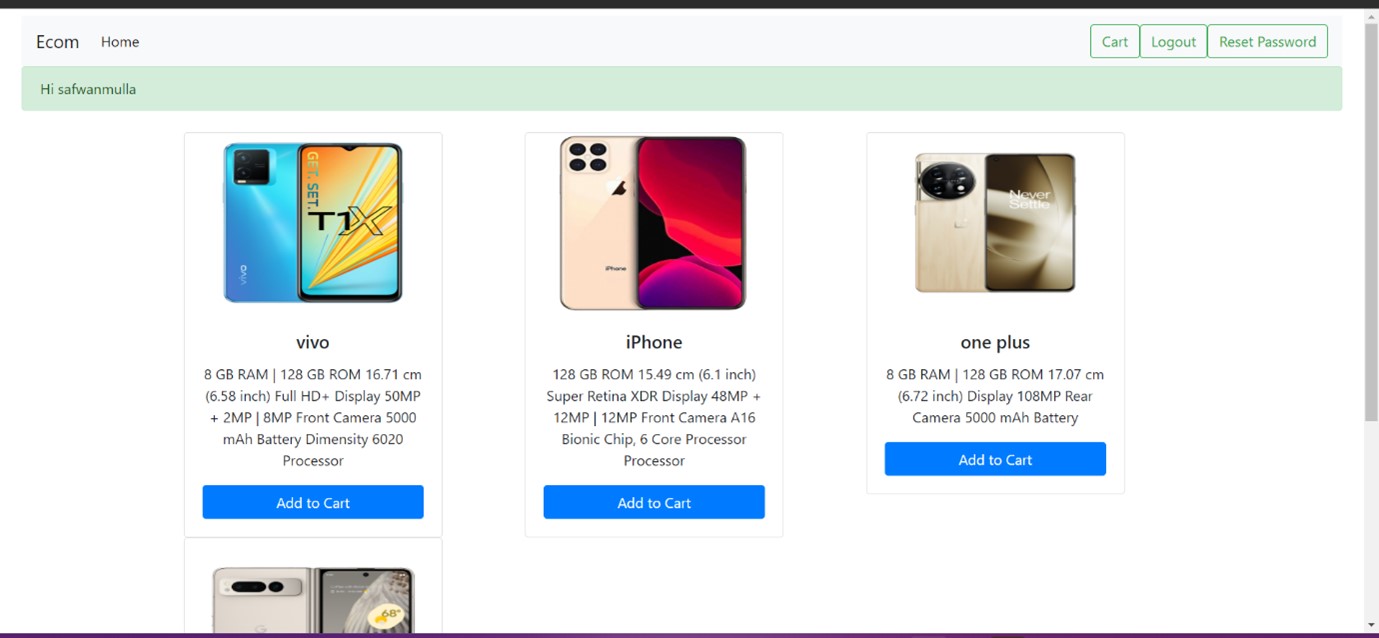 Ecom Home Cart Logout Reset Password
Hi safwanmulla
GET. SET.
T1X
vivo
iPhone
Never
Settle
vivo
8 GB RAM | 128 GB ROM 16.71 cm
(6.58 inch) Full HD+ Display 50MP
+ 2MP | 8MP Front Camera 5000
mAh Battery Dimensity 6020
Processor
Add to Cart
iPhone
128 GB ROM 15.49 cm (6.1 inch)
Super Retina XDR Display 48MP +
12MP | 12MP Front Camera A16
Bionic Chip, 6 Core Processor
Processor
Add to Cart
one plus
8 GB RAM | 128 GB ROM 17.07 cm
(6.72 inch) Display 108MP Rear
Camera 5000 mAh Battery
Add to Cart
68°